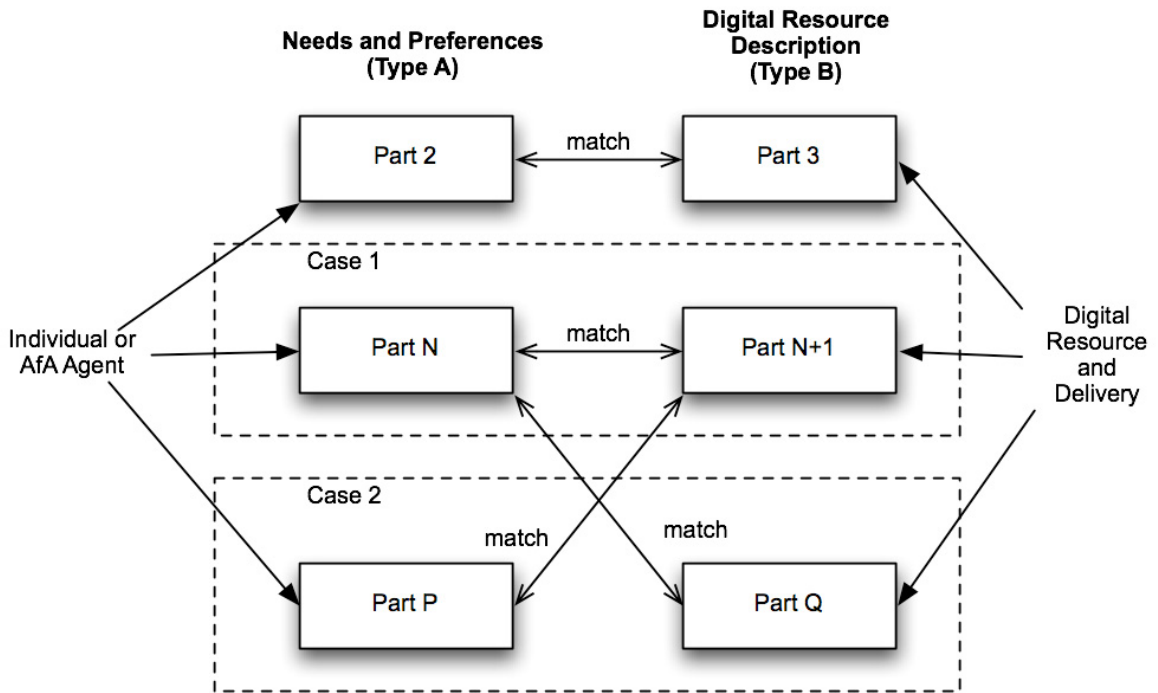 Needs and Preferences
(Type A)
Digital Resource
Description
(Type B)
Part 2
match
Part 3
Case 1
Individual or
AfA Agent
Part N
match
Part N+1
Digital
Resource
and
Delivery
Case 2
match
match
Part P
Part Q